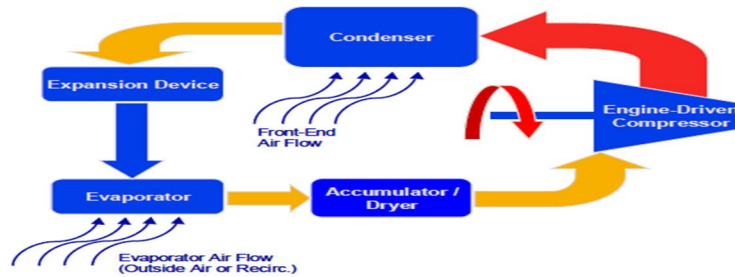 Condenser
Expansion Device
Engine-Driven
Compressor
Front-End
Air Flow
Evaporator
Accumulator /
Dryer
Evaporator Air Flow
(Outside Air or Recirc.)